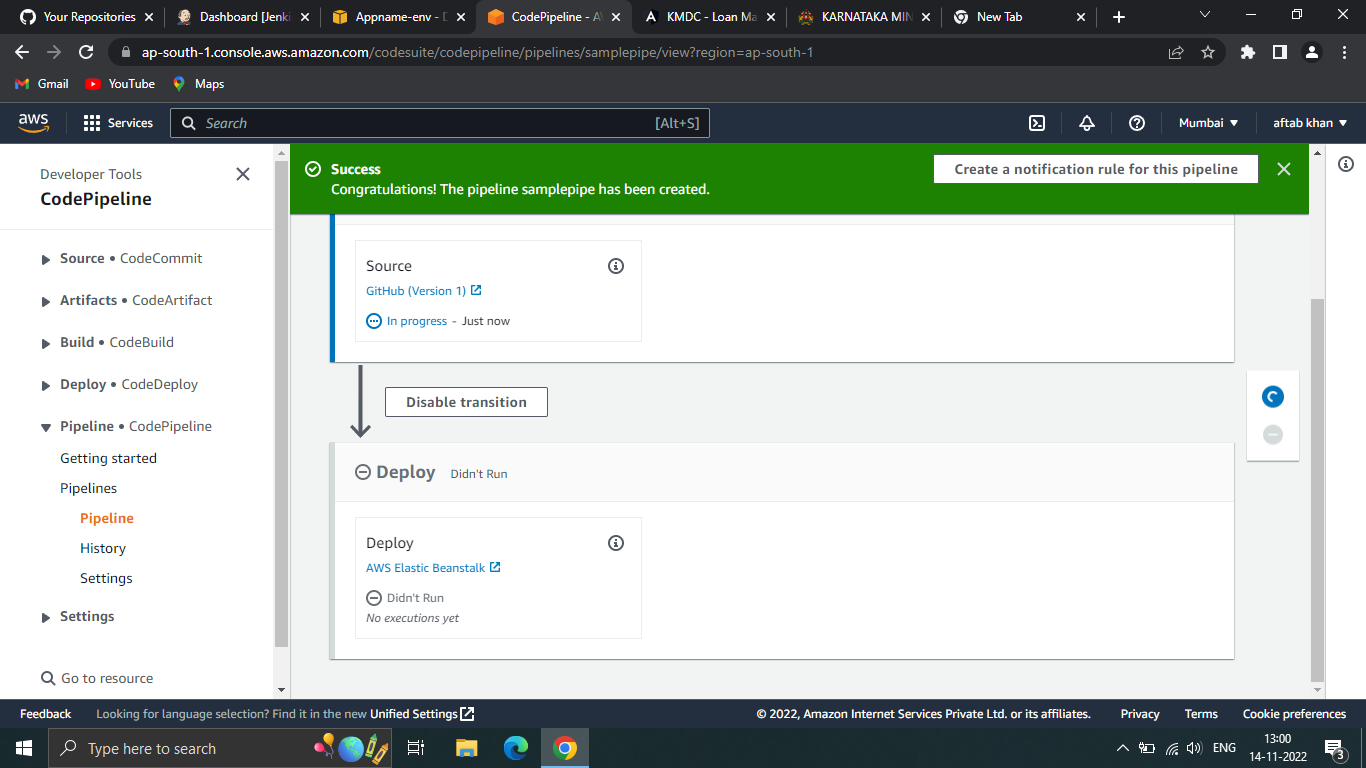 Your Repositories
Dashboard [Jenki
Appname-env - D
CodePipeline - A
KMDC - Loan Ma
KARNATAKA MIN
New Tab
ap-south-1.console.aws.amazon.com/codesuite/codepipeline/pipelines/samplepipe/view?region=ap-south-1
Gmail
YouTube
Maps
aws
Services
Search
[Alt+S]
Mumbai
aftab khan
Developer Tools
CodePipeline
Source • CodeCommit
Artifacts • CodeArtifact
Build • CodeBuild
Deploy • CodeDeploy
Pipeline • CodePipeline
Getting started
Pipelines
Pipeline
History
Settings
Settings
Go to resource
Success
Congratulations! The pipeline samplepipe has been created.
Create a notification rule for this pipeline
Source
GitHub (Version 1)
In progress - Just now
Disable transition
Deploy Didn't Run
Deploy
AWS Elastic Beanstalk
Didn't Run
No executions yet
Feedback
Looking for language selection? Find it in the new Unified Settings
© 2022, Amazon Internet Services Private Ltd. or its affiliates.
Privacy
Terms
Cookie preferences
Type here to search
ENG
13:00
14-11-2022
3